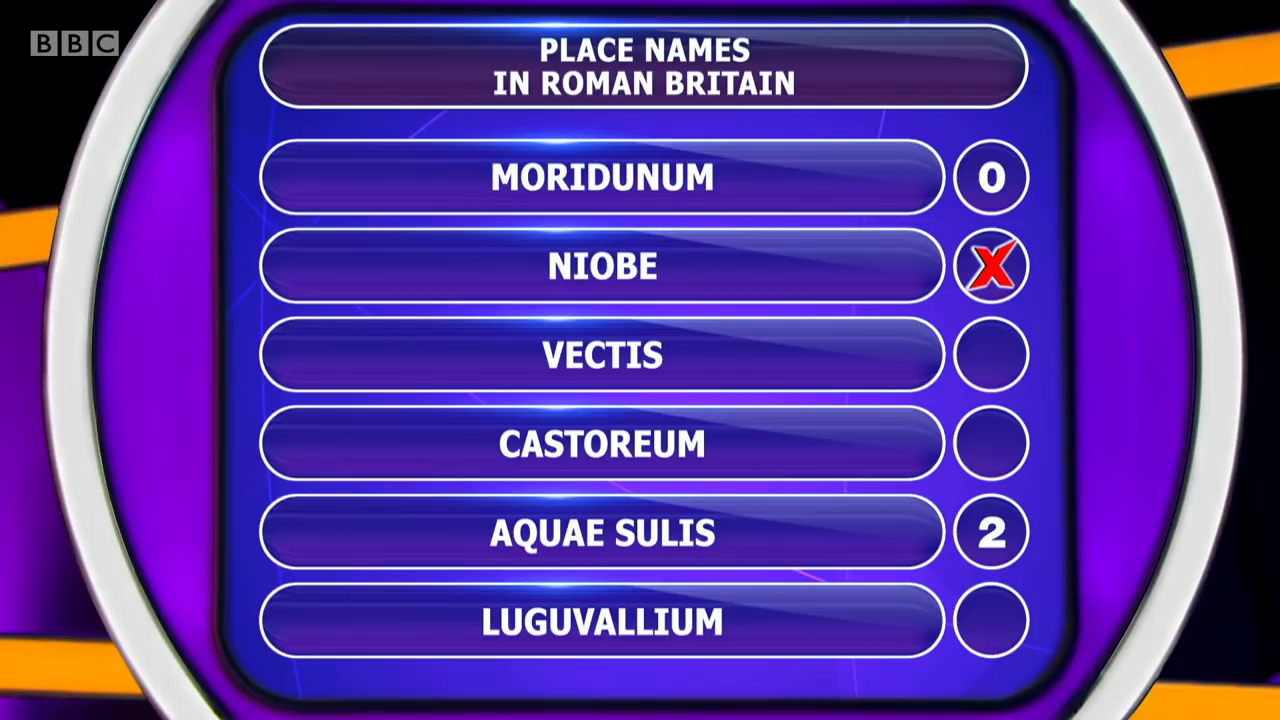 BBC
PLACE NAMES
IN ROMAN BRITAIN
MORIDUNUM 0
NIOBE X
VECTIS
CASTOREUM
AQUAE SULIS 2
LUGUVALLIUM